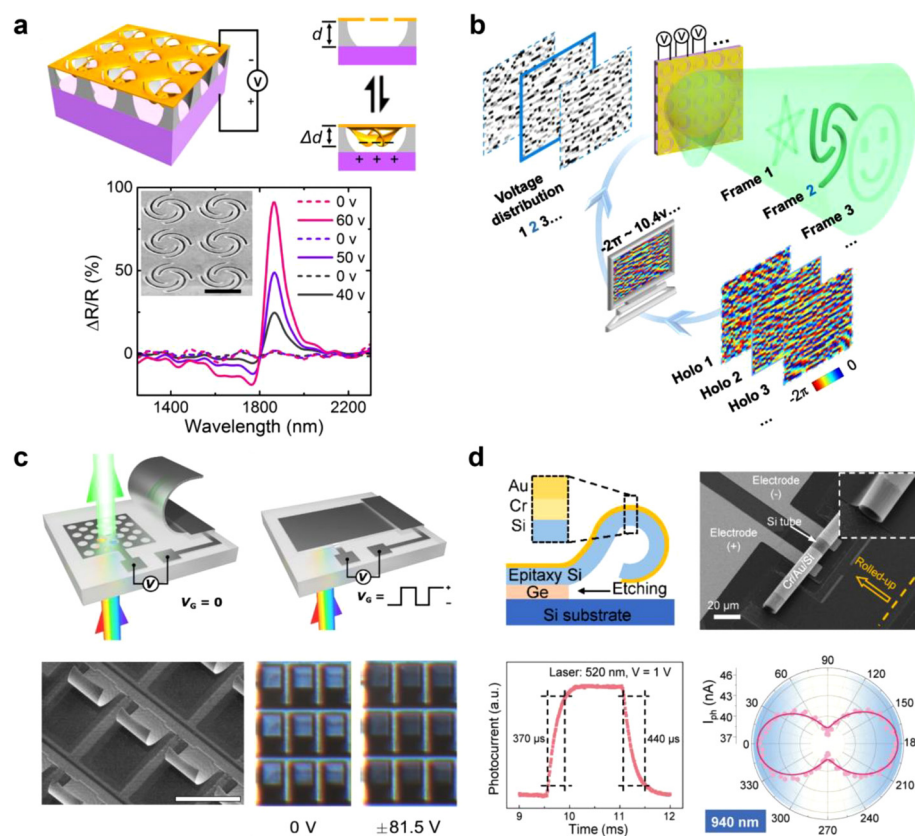 a
d
Δd
-
V
+
+ + +
ΔR/R (%)
100
50
0
0 v
60 v
0 v
50 v
0 v
40 v
1400 1800 2200
Wavelength (nm)
b
V V V ...
Voltage
distribution
1 2 3...
Frame 1
Frame 2
Frame 3
...
-2π ~ 10.4v...
Holo 1
Holo 2
Holo 3
...
-2π 0
c
V
V_G = 0
V
V_G = + -
0 V ±81.5 V
d
Au
Cr
Si
Epitaxy Si
Ge
Etching
Si substrate
Electrode
(-)
Si tube
Electrode
(+)
Cr/Au/Si
Rolled-up
20 μm
Photocurrent (a.u.)
Laser: 520 nm, V = 1 V
370 μs
440 μs
9 10 11 12
Time (ms)
I_ph (nA)
46
43
40
37
90
60 120
30 150
0 180
330 210
300 240
270
940 nm